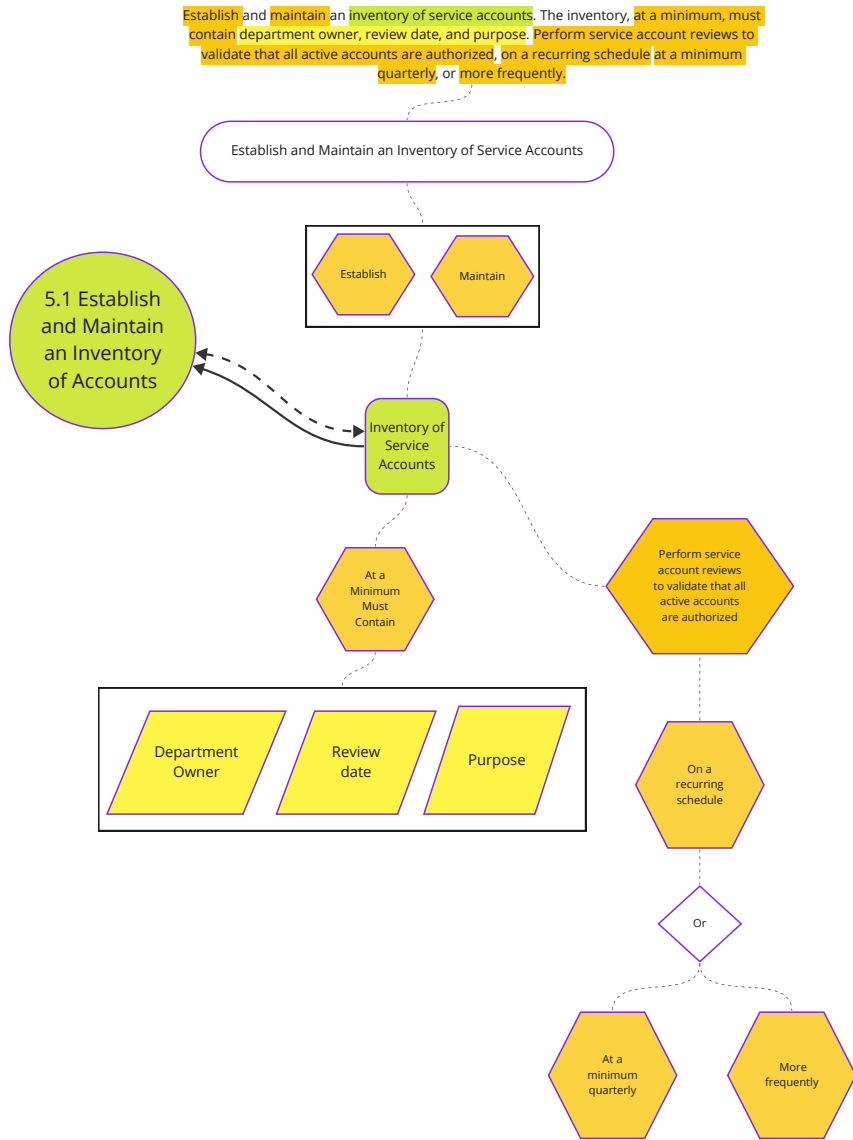 Establish and maintain an inventory of service accounts. The inventory, at a minimum, must
contain department owner, review date, and purpose. Perform service account reviews to
validate that all active accounts are authorized, on a recurring schedule at a minimum
quarterly, or more frequently.
Establish and Maintain an Inventory of Service Accounts
Establish
Maintain
5.1 Establish
and Maintain
an Inventory
of Accounts
Inventory of
Service
Accounts
At a
Minimum
Must
Contain
Perform service
account reviews
to validate that all
active accounts
are authorized
Department
Owner
Review
date
Purpose
On a
recurring
schedule
Or
At a
minimum
quarterly
More
frequently